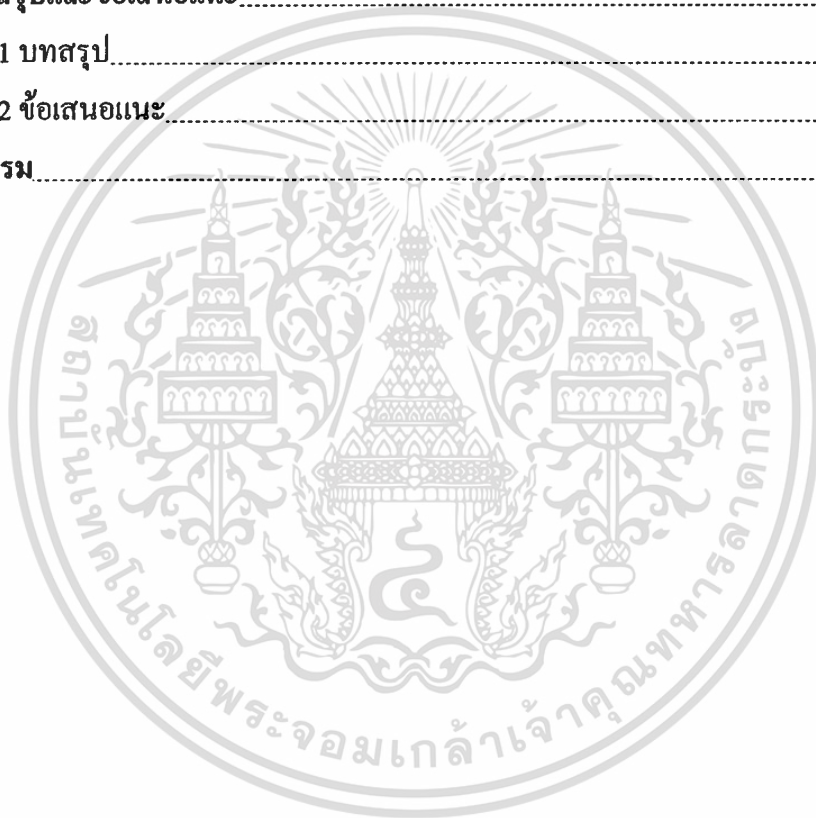 1 บทสรุป
2 ข้อเสนอแนะ
รม
สถาบันเทคโนโลยีพระจอมเกล้าเจ้าคุณทหารลาดกระบัง
๔